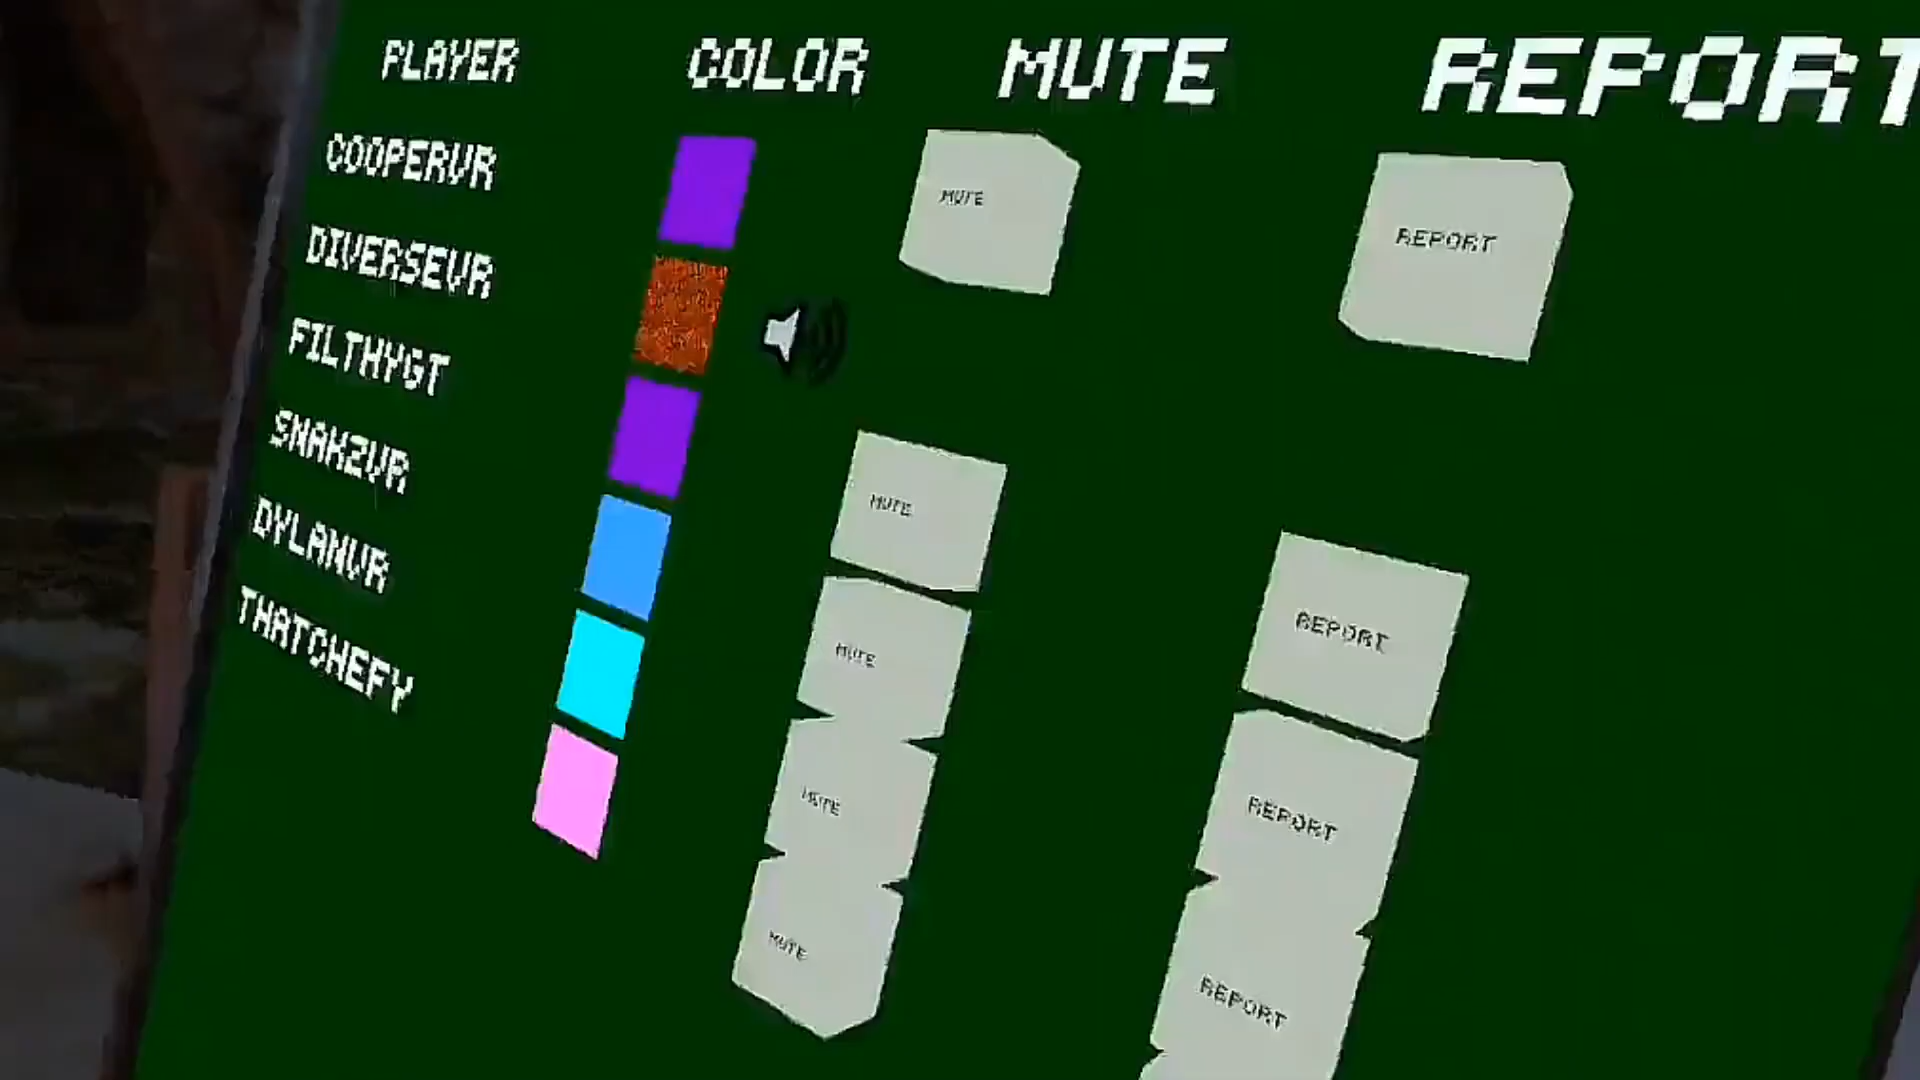 PLAYER COLOR MUTE REPORT
COOPERVR MUTE REPORT
DIVERSEVR
FILTHYGT MUTE REPORT
SNAKZVR MUTE REPORT
DYLANVR MUTE REPORT
THATCHEFY MUTE